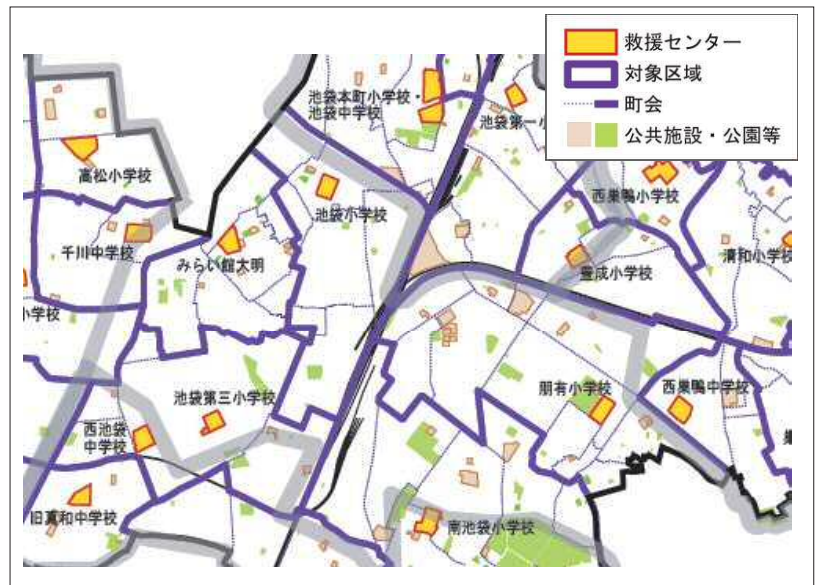 救援センター
対象区域
町会
公共施設・公園等
池袋本町小学校・
池袋中学校
池袋第一小
高松小学校
池袋小学校
西巣鴨小学校
千川中学校
みらい館大明
豊成小学校
清和小学校
小学校
池袋第三小学校
朋有小学校
西巣鴨中学校
西池袋
中学校
旧真和中学校
南池袋小学校